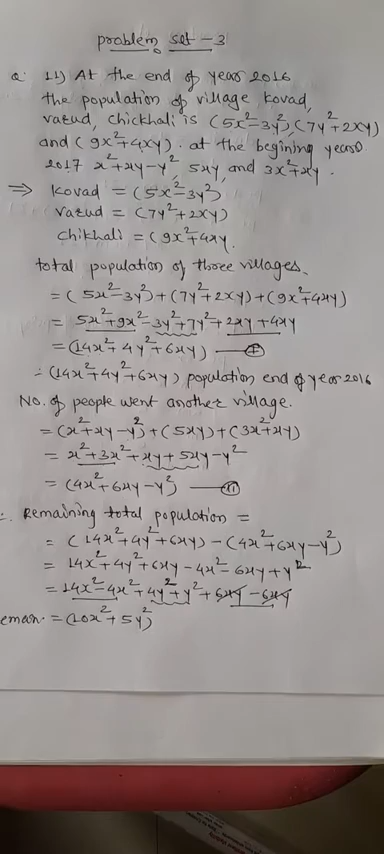 problem set - 3
Q. 11) At the end of year 2016
the population of village kovad,
varud, chickhali is (5x²-3y²), (7y²+2xy)
and (9x²+4xy). at the begining years
2017 x²+xy-y², 5xy, and 3x²+xy.
⇒ kovad = (5x²-3y²)
varud = (7y²+2xy)
chikhali = (9x²+4xy.
total population of three villages.
= (5x²-3y²)+(7y²+2xy)+(9x²+4xy)
= 5x²+9x²-3y²+7y²+2xy+4xy
= (14x²+4y²+6xy) — (I)
∴ (14x²+4y²+6xy) population end of year 2016
No. of people went another village.
= (x²+xy-y²)+(5xy)+(3x²+xy)
= x²+3x²+xy+5xy-y²
= (4x²+6xy-y²) — (II)
∴ Remaining total population =
= (14x²+4y²+6xy)-(4x²+6xy-y²)
= 14x²+4y²+6xy-4x²-6xy+y²
= 14x²-4x²+4y²+y²+6xy-6xy
eman. = (10x²+5y²)